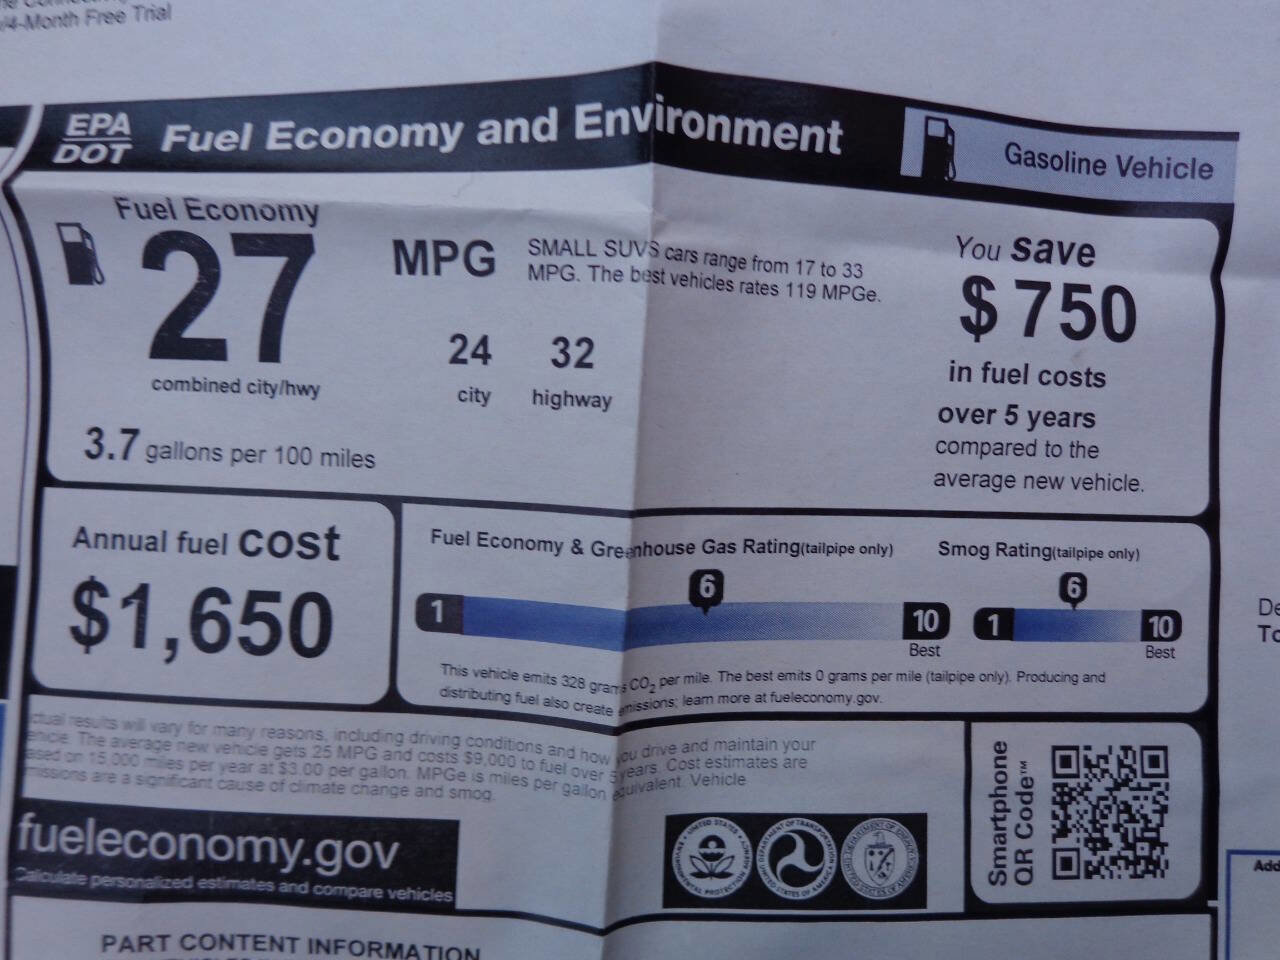 /4-Month Free Trial
EPA
DOT
Fuel Economy and Environment
Gasoline Vehicle
Fuel Economy
27
MPG
combined city/hwy
24
city
32
highway
3.7 gallons per 100 miles
SMALL SUVS cars range from 17 to 33
MPG. The best vehicles rates 119 MPGe.
You save
$750
in fuel costs
over 5 years
compared to the
average new vehicle.
Annual fuel cost
$1,650
Fuel Economy & Greenhouse Gas Rating(tailpipe only)
1
6
10
Best
Smog Rating(tailpipe only)
1
6
10
Best
This vehicle emits 328 grams CO2 per mile. The best emits 0 grams per mile (tailpipe only). Producing and
distributing fuel also create emissions; learn more at fueleconomy.gov.
ctual results will vary for many reasons, including driving conditions and how you drive and maintain your
ehicle. The average new vehicle gets 25 MPG and costs $9,000 to fuel over 5 years. Cost estimates are
ased on 15,000 miles per year at $3.00 per gallon. MPGe is miles per gallon equivalent. Vehicle
missions are a significant cause of climate change and smog.
fueleconomy.gov
Calculate personalized estimates and compare vehicles
Smartphone
QR Code™
De
To
Add
PART CONTENT INFORMATION